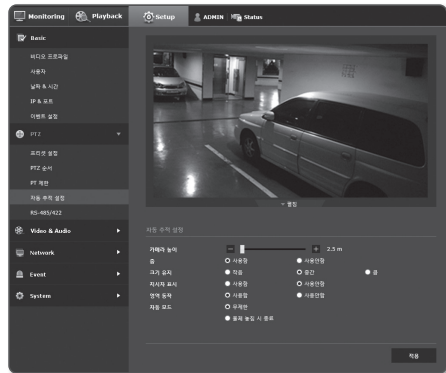 Monitoring
Playback
Setup
ADMIN
Status
Basic
비디오 프로파일
사용자
날짜 & 시간
IP & 포트
이벤트 설정
PTZ
프리셋 설정
PTZ 순서
PT 제한
자동 추적 설정
RS-485/422
Video & Audio
Network
Event
System
열림
자동 추적 설정
카메라 높이 2.5 m
줌 사용함 사용안함
크기 유지 작음 중간 큼
지시자 표시 사용함 사용안함
영역 동작 사용함 사용안함
자동 모드 무제한
물체 놓침 시 종료
적용